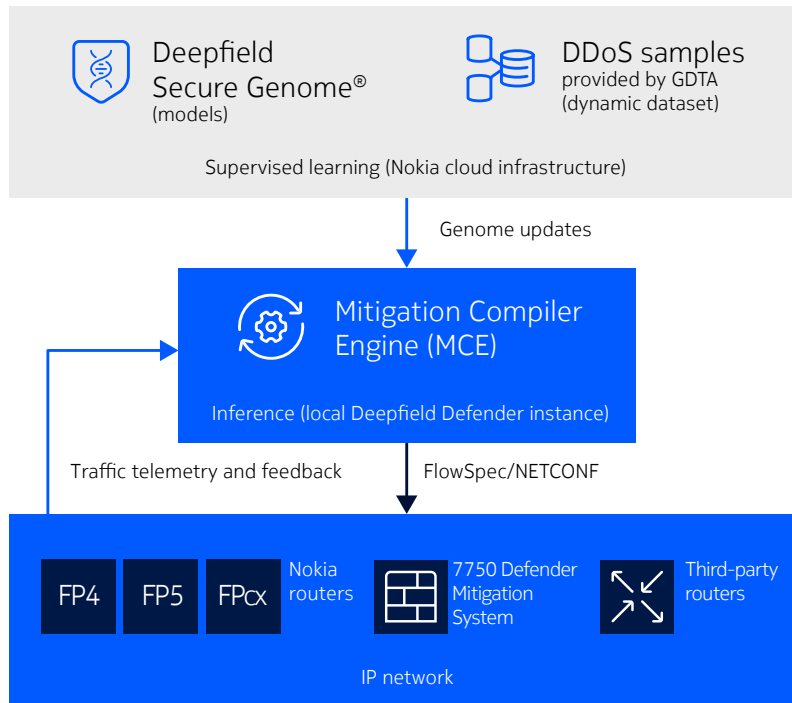 Deepfield
Secure Genome®
(models)
DDoS samples
provided by GDTA
(dynamic dataset)
Supervised learning (Nokia cloud infrastructure)
Genome updates
Mitigation Compiler
Engine (MCE)
Inference (local Deepfield Defender instance)
Traffic telemetry and feedback
FlowSpec/NETCONF
FP4
FP5
FPcx
Nokia
routers
7750 Defender
Mitigation
System
Third-party
routers
IP network